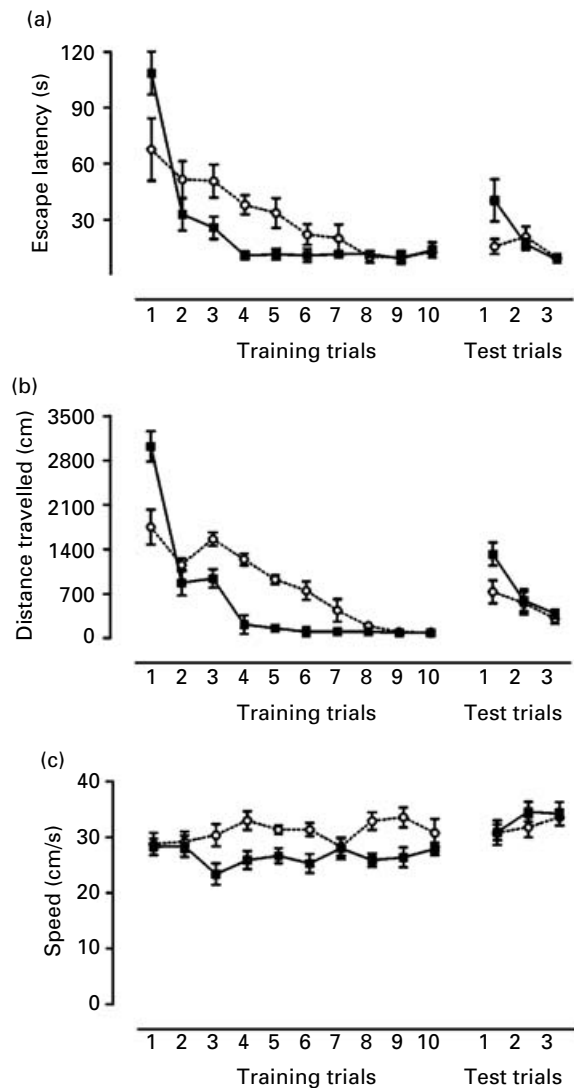 (a)
Escape latency (s)
120
90
60
30
1 2 3 4 5 6 7 8 9 10 1 2 3
Training trials Test trials
(b)
Distance travelled (cm)
3500
2800
2100
1400
700
0
1 2 3 4 5 6 7 8 9 10 1 2 3
Training trials Test trials
(c)
Speed (cm/s)
40
30
20
10
0
1 2 3 4 5 6 7 8 9 10 1 2 3
Training trials Test trials